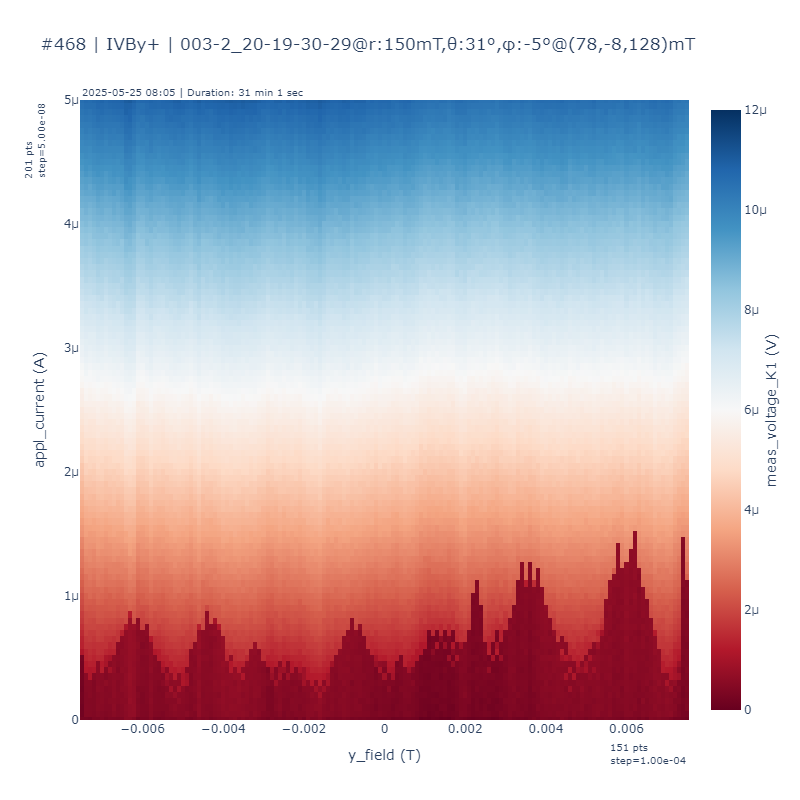 #468 | IVBy+ | 003-2_20-19-30-29@r:150mT,θ:31°,φ:-5°@(78,-8,128)mT
2025-05-25 08:05 | Duration: 31 min 1 sec
201 pts
step=5.00e-08
5μ
4μ
3μ
2μ
1μ
0
appl_current (A)
−0.006
−0.004
−0.002
0
0.002
0.004
0.006
y_field (T)
151 pts
step=1.00e-04
12μ
10μ
8μ
6μ
4μ
2μ
0
meas_voltage_K1 (V)